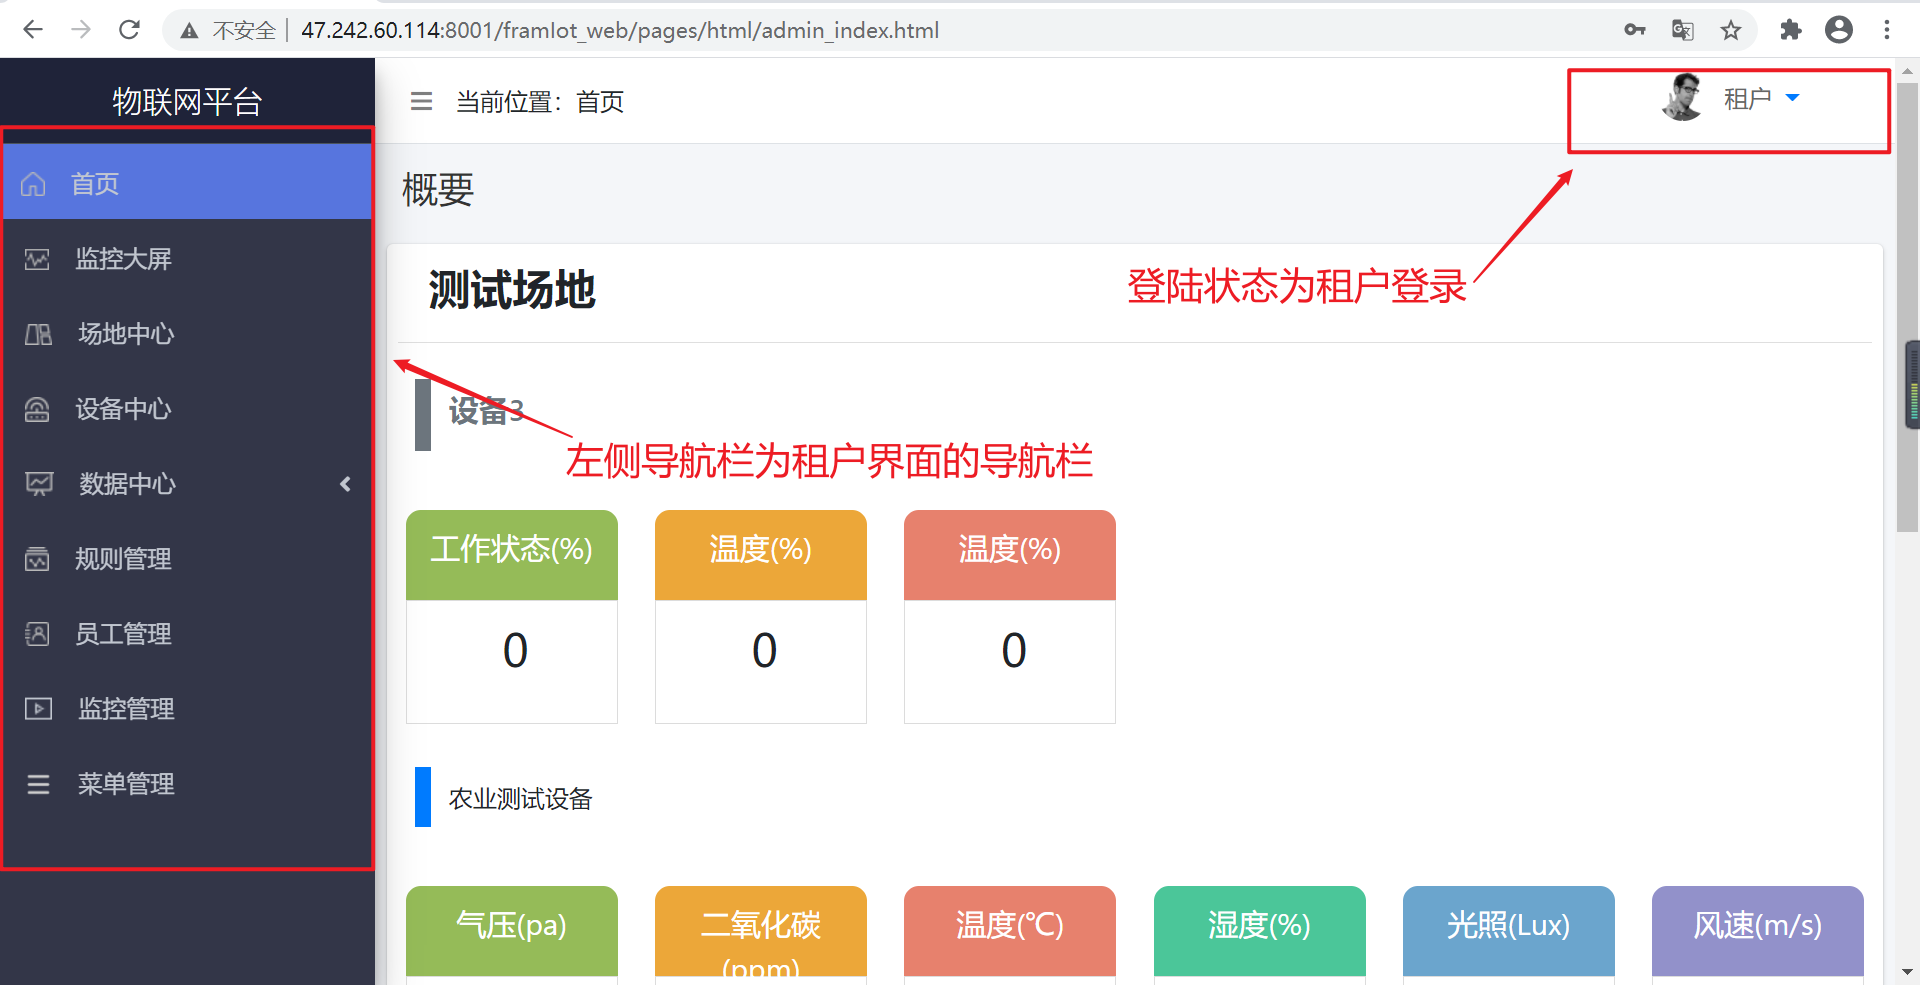 不安全 47.242.60.114:8001/framlot_web/pages/html/admin_index.html
物联网平台
当前位置：首页
租户
首页
监控大屏
场地中心
设备中心
数据中心
规则管理
员工管理
监控管理
菜单管理
概要
测试场地
登陆状态为租户登录
设备3
左侧导航栏为租户界面的导航栏
工作状态(%)
0
温度(%)
0
温度(%)
0
农业测试设备
气压(pa)
二氧化碳
(ppm)
温度(℃)
湿度(%)
光照(Lux)
风速(m/s)